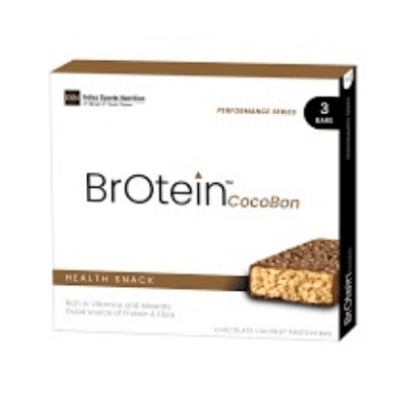 Sports Nutrition
PERFORMANCE SERIES
3
BARS
BrOtein™
CocoBon
HEALTH SNACK
Rich in Vitamins and Minerals
Good source of Protein & Fibre
CHOCOLATE COCONUT PROTEIN BAR
BrOtein